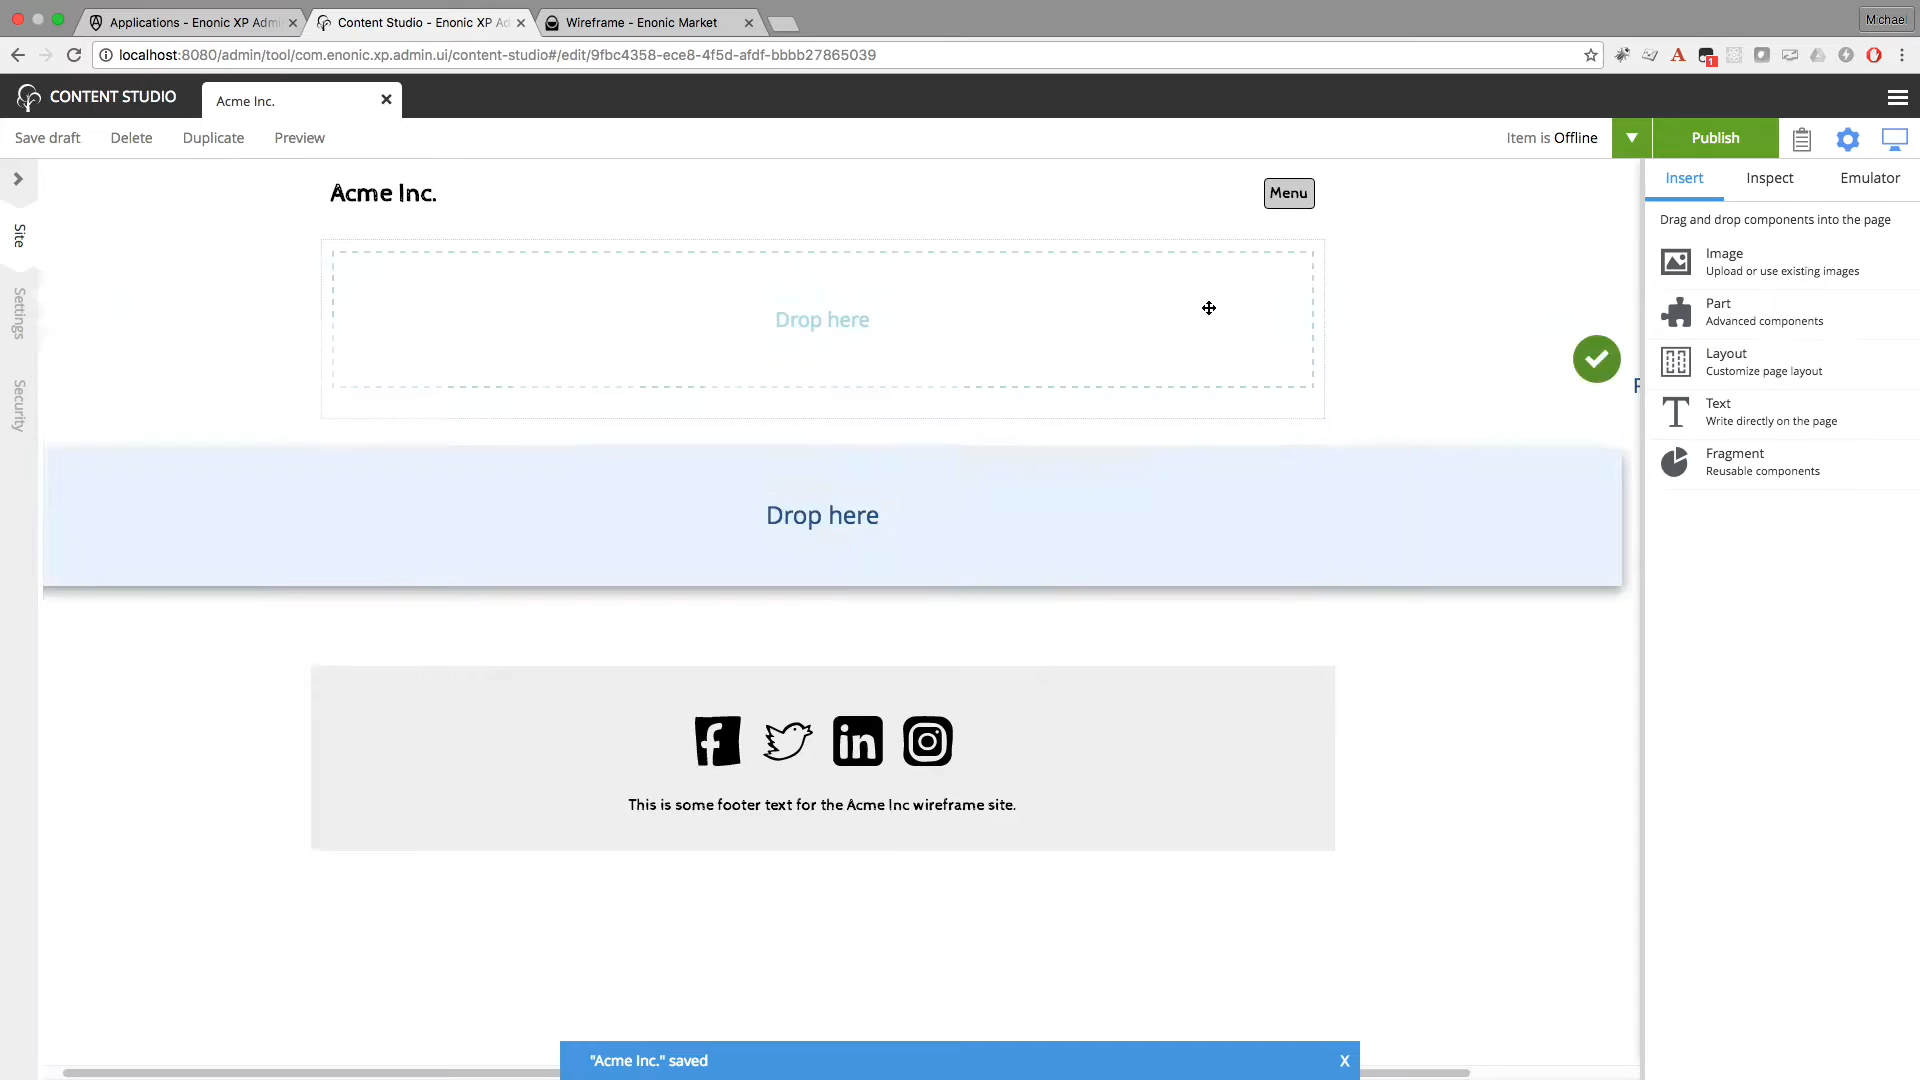 Applications - Enonic XP Admi
Content Studio - Enonic XP Ad
Wireframe - Enonic Market
Michael
localhost:8080/admin/tool/com.enonic.xp.admin.ui/content-studio#/edit/9fbc4358-ece8-4f5d-afdf-bbbb27865039
1
CONTENT STUDIO
Acme Inc.
Save draft
Delete
Duplicate
Preview
Item is Offline
Publish
Site
Settings
Security
Acme Inc.
Menu
Drop here
Drop here
This is some footer text for the Acme Inc wireframe site.
"Acme Inc." saved
X
Insert
Inspect
Emulator
Drag and drop components into the page
Image
Upload or use existing images
Part
Advanced components
Layout
Customize page layout
Text
Write directly on the page
Fragment
Reusable components